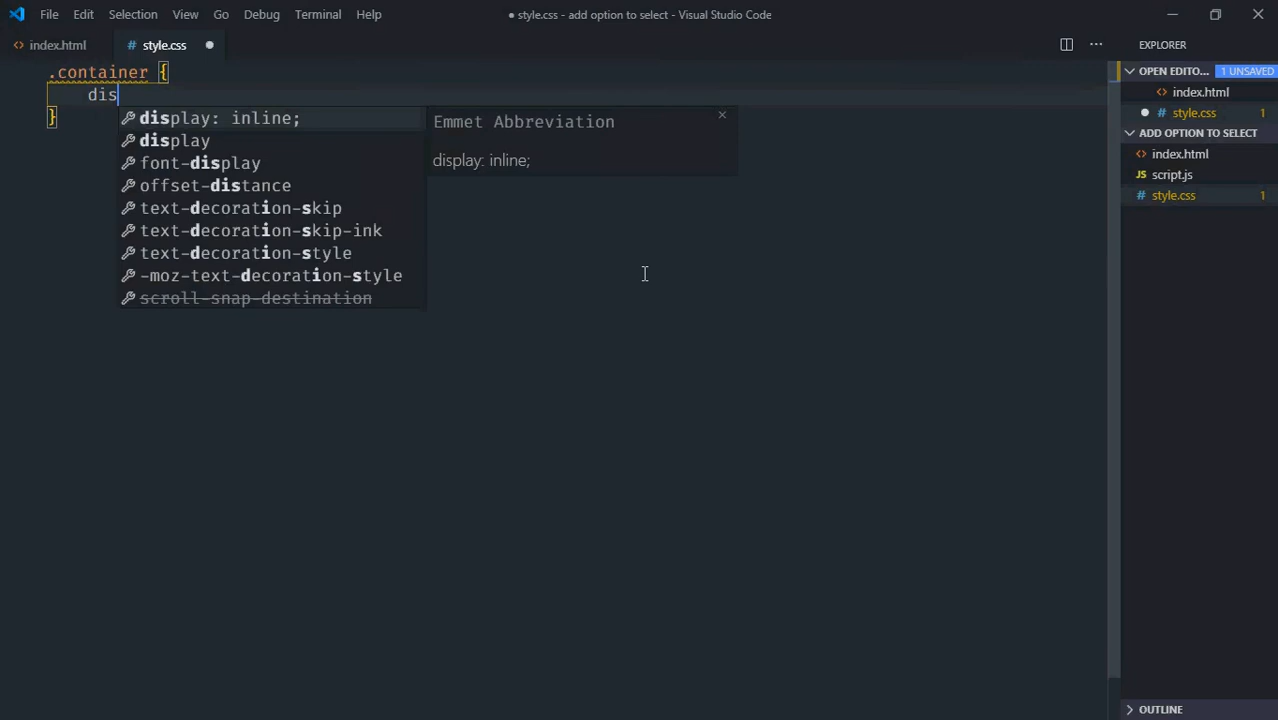 File Edit Selection View Go Debug Terminal Help
● style.css - add option to select - Visual Studio Code
<> index.html
# style.css ●
.container {
dis
}
display: inline;
display
font-display
offset-distance
text-decoration-skip
text-decoration-skip-ink
text-decoration-style
-moz-text-decoration-style
scroll-snap-destination
Emmet Abbreviation
display: inline;
EXPLORER
OPEN EDITO... 1 UNSAVED
<> index.html
● # style.css 1
ADD OPTION TO SELECT
<> index.html
JS script.js
# style.css 1
OUTLINE